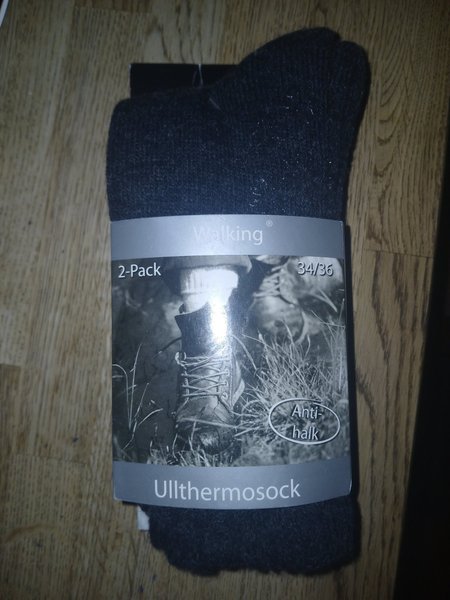 Walking®
2-Pack
34/36
Anti-
halk
Ullthermosock